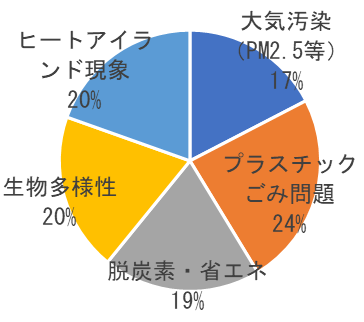 大気汚染
（PM2.5等）
17%
プラスチック
ごみ問題
24%
脱炭素・省エネ
19%
生物多様性
20%
ヒートアイラ
ンド現象
20%